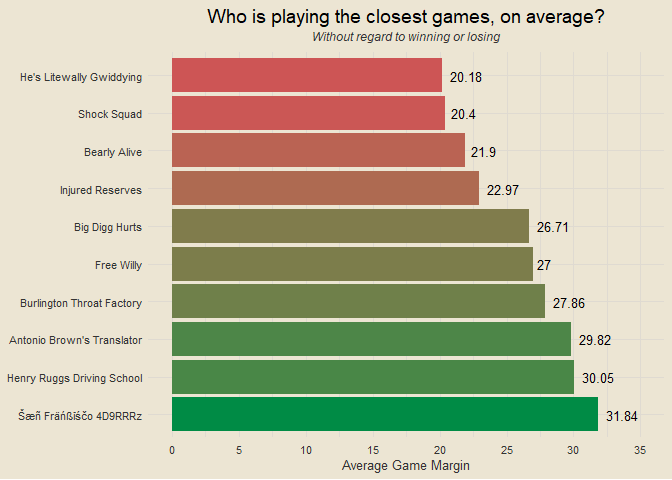 Who is playing the closest games, on average?
Without regard to winning or losing
He's Litewally Gwiddying 20.18
Shock Squad 20.4
Bearly Alive 21.9
Injured Reserves 22.97
Big Digg Hurts 26.71
Free Willy 27
Burlington Throat Factory 27.86
Antonio Brown's Translator 29.82
Henry Ruggs Driving School 30.05
Šæñ Fräńßiščo 4D9RRRz 31.84
0 5 10 15 20 25 30 35
Average Game Margin